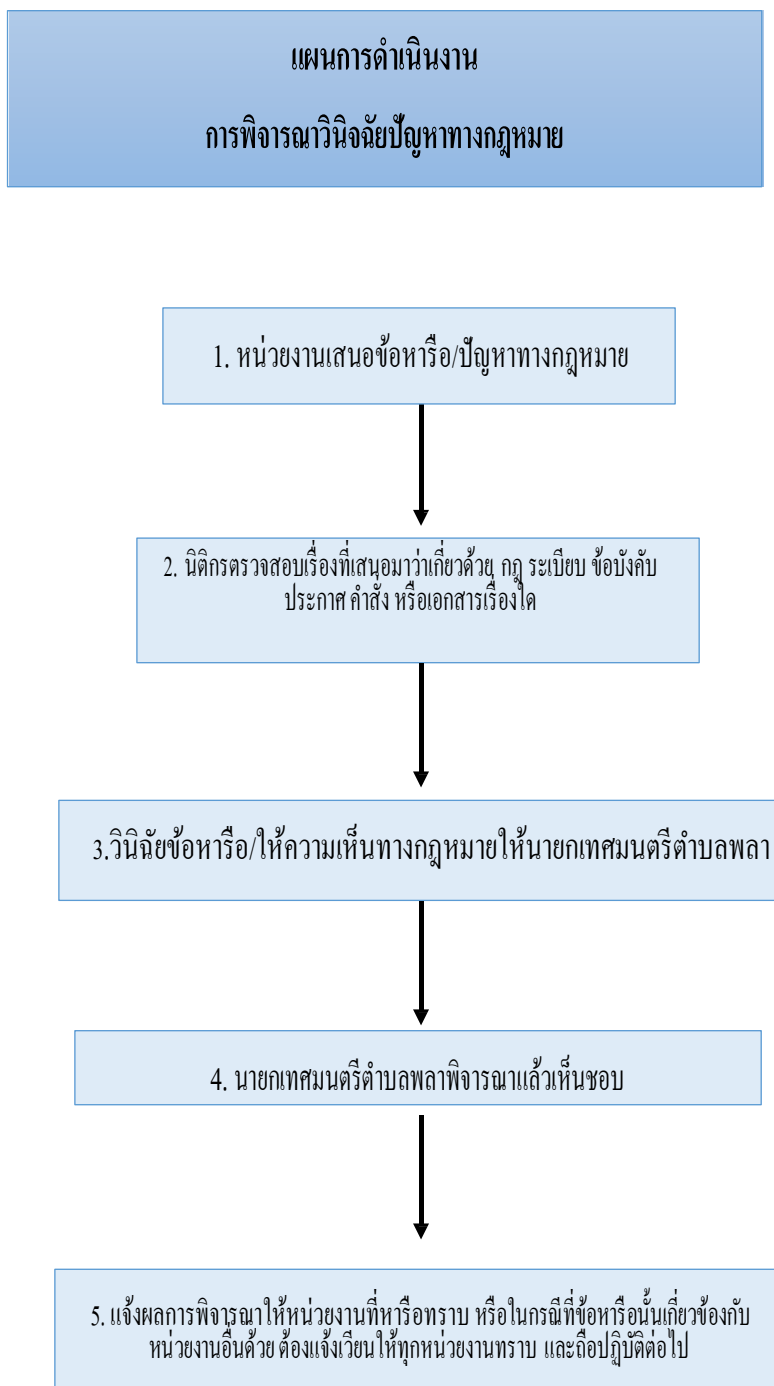 แผนการดำเนินงาน
การพิจารณาวินิจฉัยปัญหาทางกฎหมาย
1. หน่วยงานเสนอข้อหารือ/ปัญหาทางกฎหมาย
2. นิติกรตรวจสอบเรื่องที่เสนอมาว่าเกี่ยวด้วย กฎ ระเบียบ ข้อบังคับ
ประกาศ คำสั่ง หรือเอกสารเรื่องใด
3.วินิฉัยข้อหารือ/ให้ความเห็นทางกฎหมายให้นายกเทศมนตรีตำบลพลา
4. นายกเทศมนตรีตำบลพลาพิจารณาแล้วเห็นชอบ
5. แจ้งผลการพิจารณาให้หน่วยงานที่หารือทราบ หรือในกรณีที่ข้อหารือนั้นเกี่ยวข้องกับ
หน่วยงานอื่นด้วย ต้องแจ้งเวียนให้ทุกหน่วยงานทราบ และถือปฏิบัติต่อไป